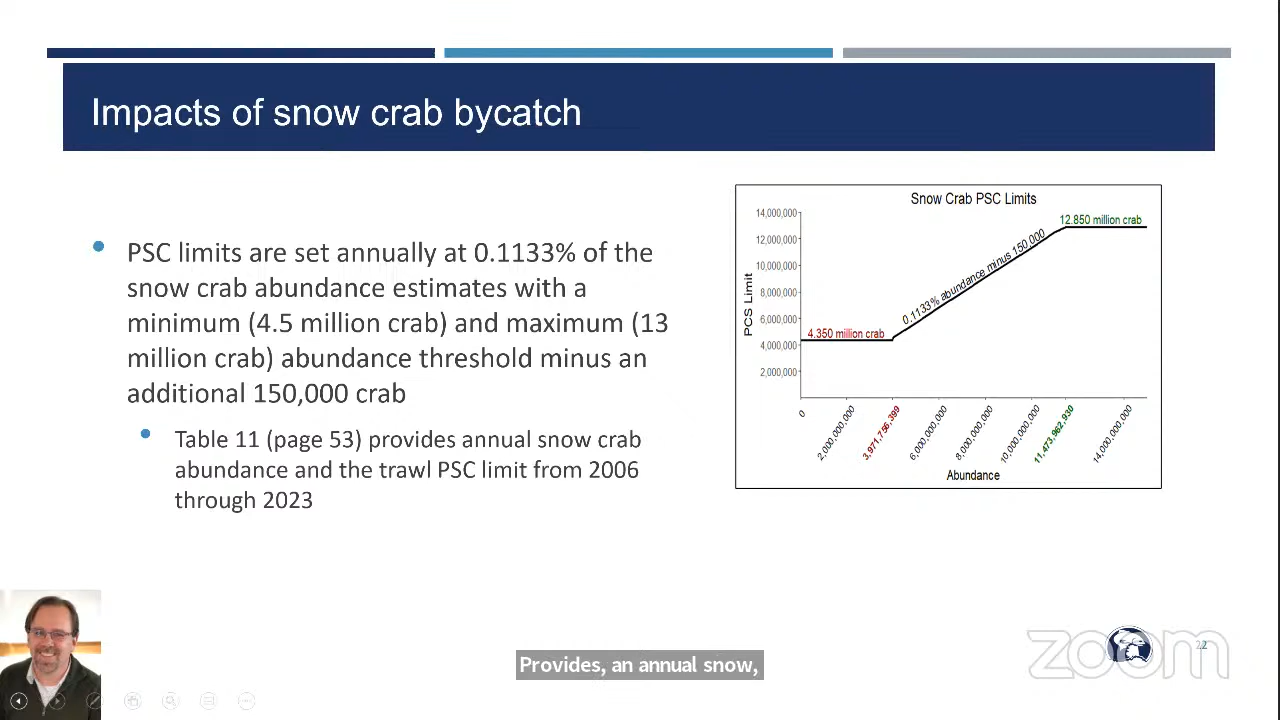 Impacts of snow crab bycatch
PSC limits are set annually at 0.1133% of the
snow crab abundance estimates with a
minimum (4.5 million crab) and maximum (13
million crab) abundance threshold minus an
additional 150,000 crab
Table 11 (page 53) provides annual snow crab
abundance and the trawl PSC limit from 2006
through 2023
Snow Crab PSC Limits
14,000,000
12,000,000
10,000,000
8,000,000
6,000,000
4,000,000
2,000,000
PCS Limit
4.350 million crab
0.1133% abundance minus 150,000
12.850 million crab
0
2,000,000,000
3,971,756,399
6,000,000,000
8,000,000,000
10,000,000,000
11,473,962,930
14,000,000,000
Abundance
Provides, an annual snow,
zoom
22